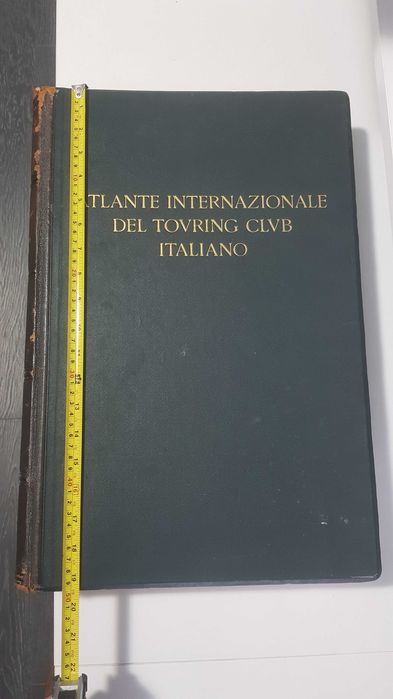 ATLANTE INTERNAZIONALE
DEL TOVRING CLVB
ITALIANO